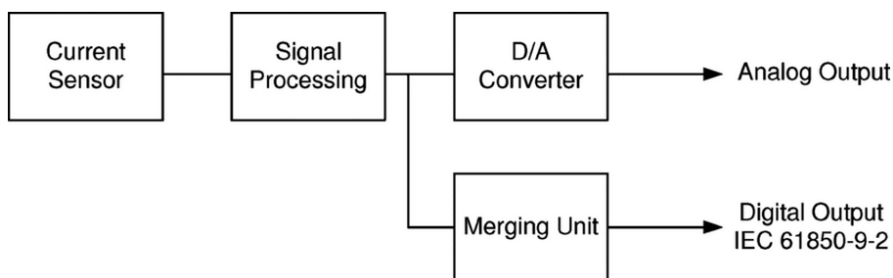 Current
Sensor
Signal
Processing
D/A
Converter
Analog Output
Merging Unit
Digital Output
IEC 61850-9-2